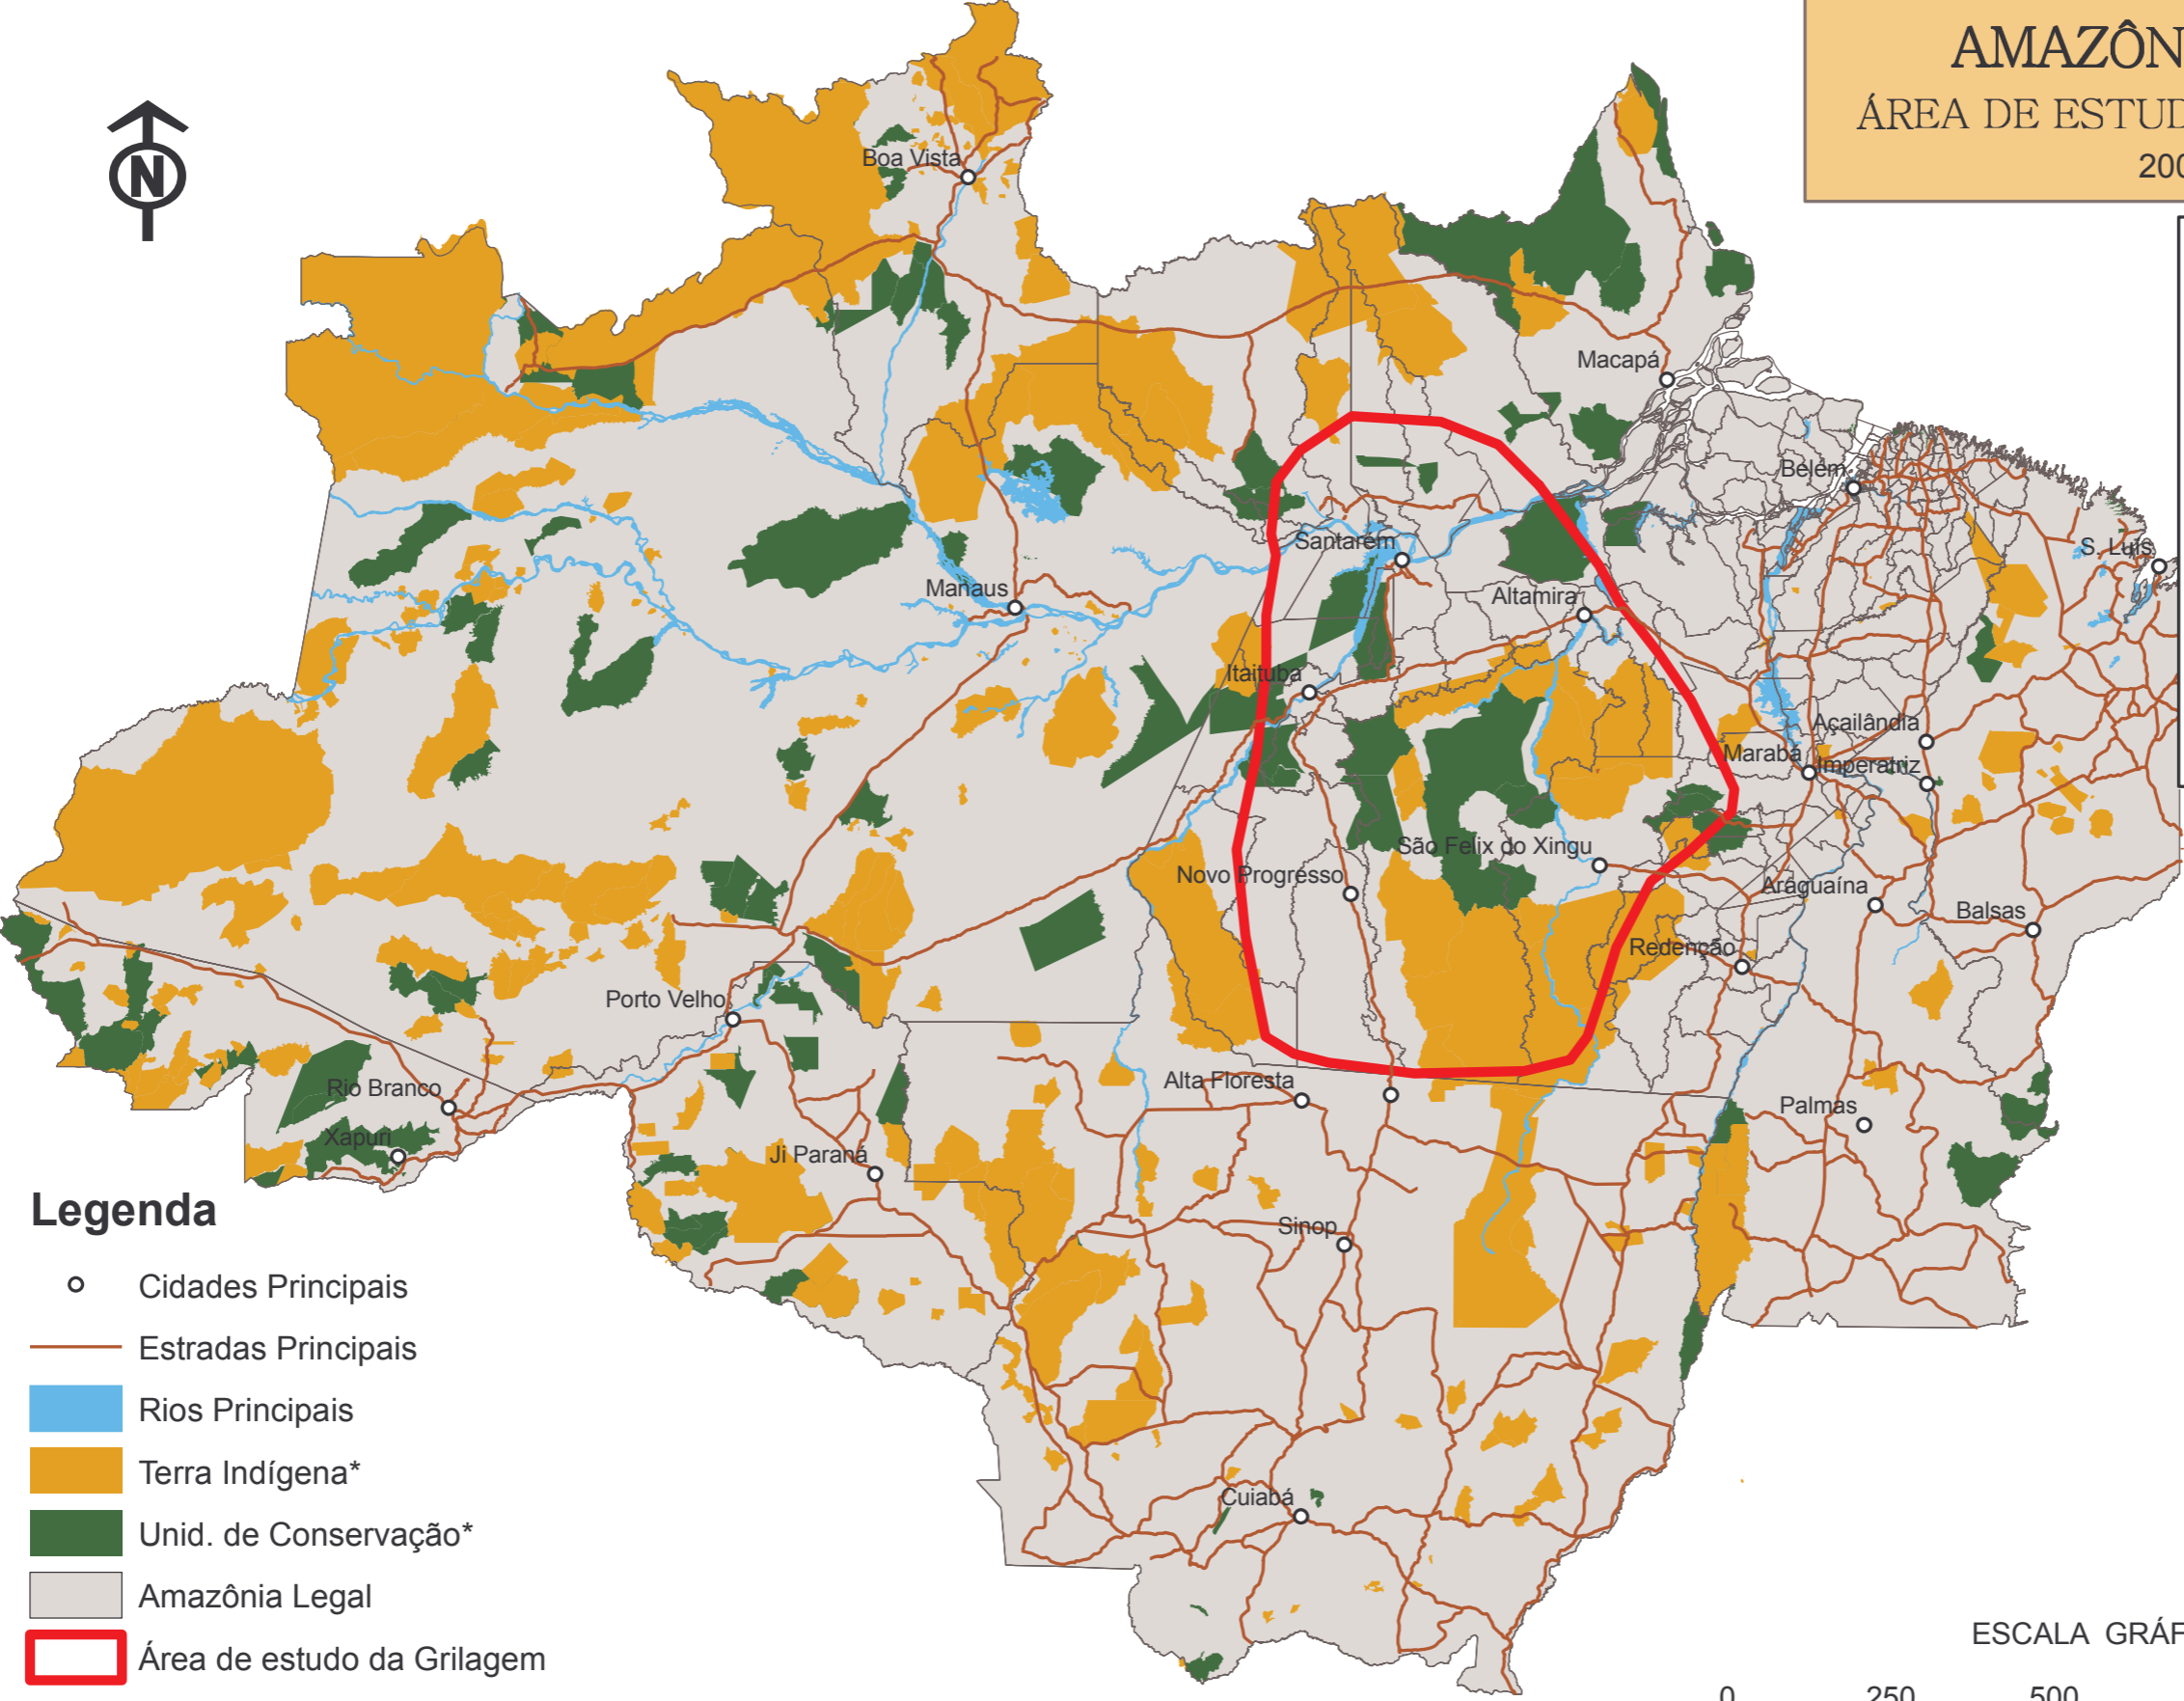 AMAZÔN
ÁREA DE ESTUD
200
N
Boa Vista
Macapá
Belém
S. Luís
Santarém
Altamira
Manaus
Itaituba
Açailândia
Marabá
Imperatriz
São Felix do Xingu
Novo Progresso
Araguaína
Balsas
Redenção
Porto Velho
Alta Floresta
Rio Branco
Palmas
Xapuri
Ji Paraná
Sinop
Cuiabá
Legenda
Cidades Principais
Estradas Principais
Rios Principais
Terra Indígena*
Unid. de Conservação*
Amazônia Legal
Área de estudo da Grilagem
ESCALA GRÁF
0 250 500